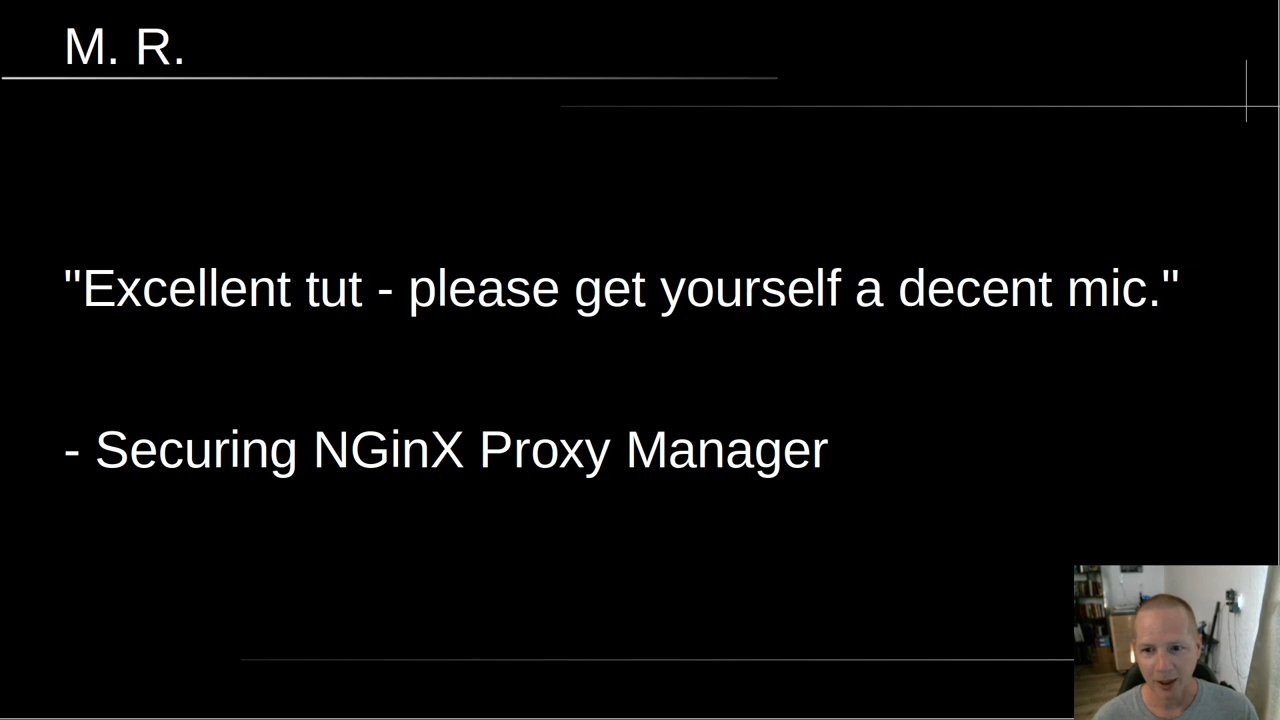 M. R.
"Excellent tut - please get yourself a decent mic."
- Securing NGinX Proxy Manager